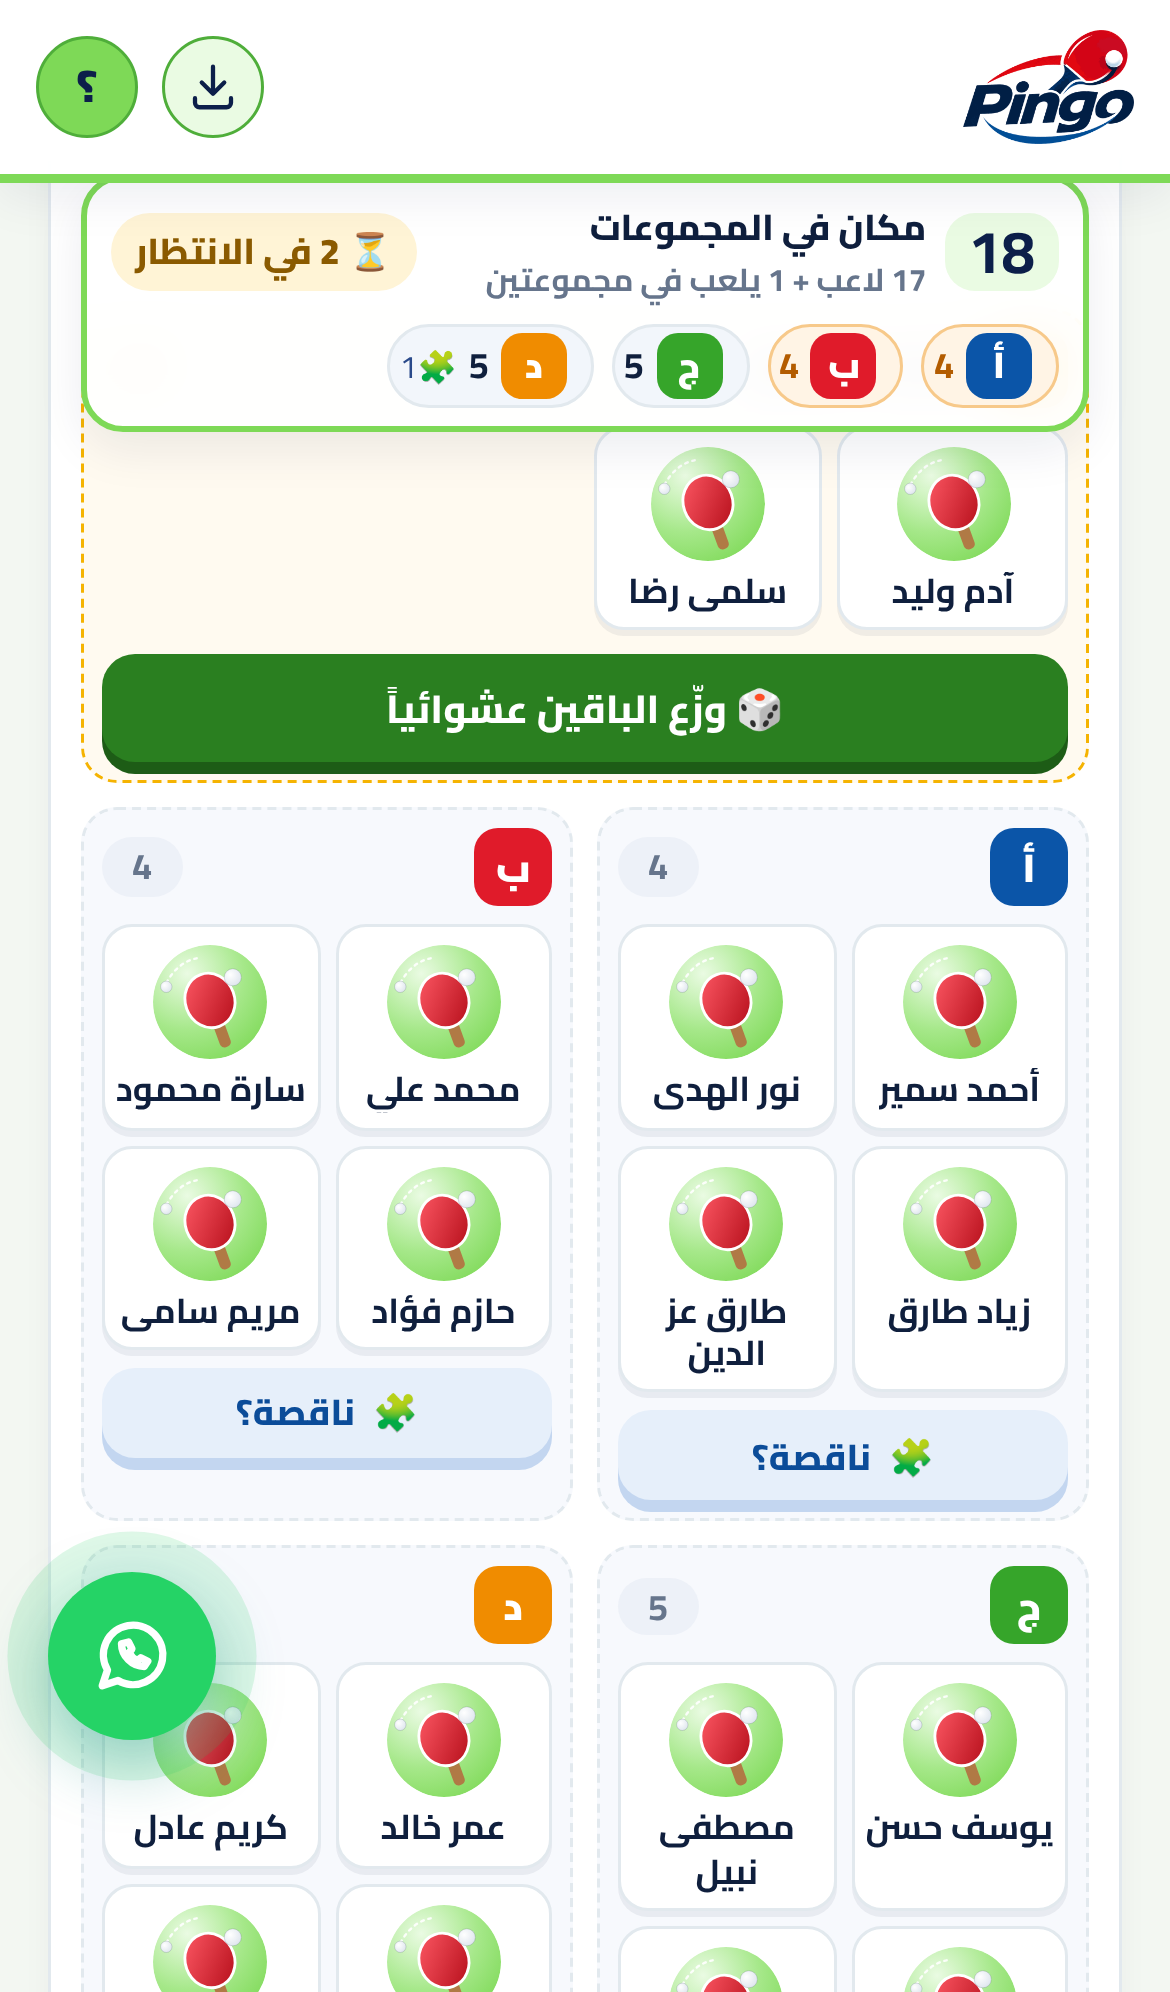 Pingo
؟
18
مكان في المجموعات
17 لاعب + 1 يلعب في مجموعتين
⏳ 2 في الانتظار
أ 4
ب 4
ج 5
د 5 🧩1
آدم وليد
سلمى رضا
🎲 وزّع الباقين عشوائياً
أ
4
أحمد سمير
نور الهدى
زياد طارق
طارق عز
الدين
🧩 ناقصة؟
ب
4
محمد علي
سارة محمود
حازم فؤاد
مريم سامى
🧩 ناقصة؟
ج
5
يوسف حسن
مصطفى
نبيل
د
عمر خالد
كريم عادل